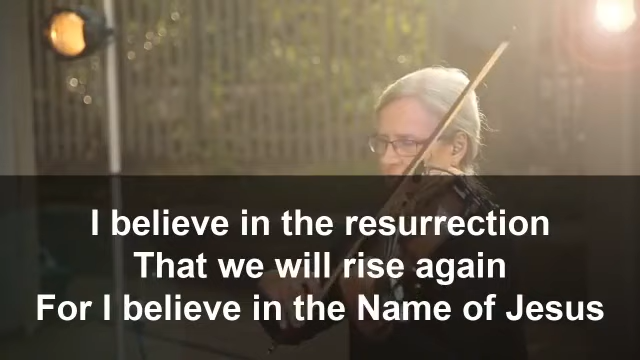 I believe in the resurrection
That we will rise again
For I believe in the Name of Jesus